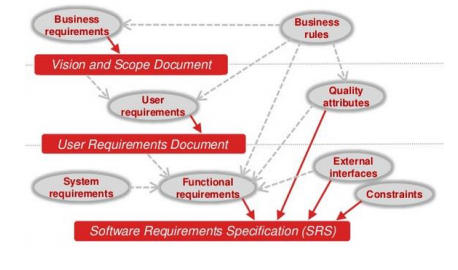 Business
requirements
Business
rules
Vision and Scope Document
User
requirements
Quality
attributes
User Requirements Document
System
requirements
Functional
requirements
External
interfaces
Constraints
Software Requirements Specification (SRS)